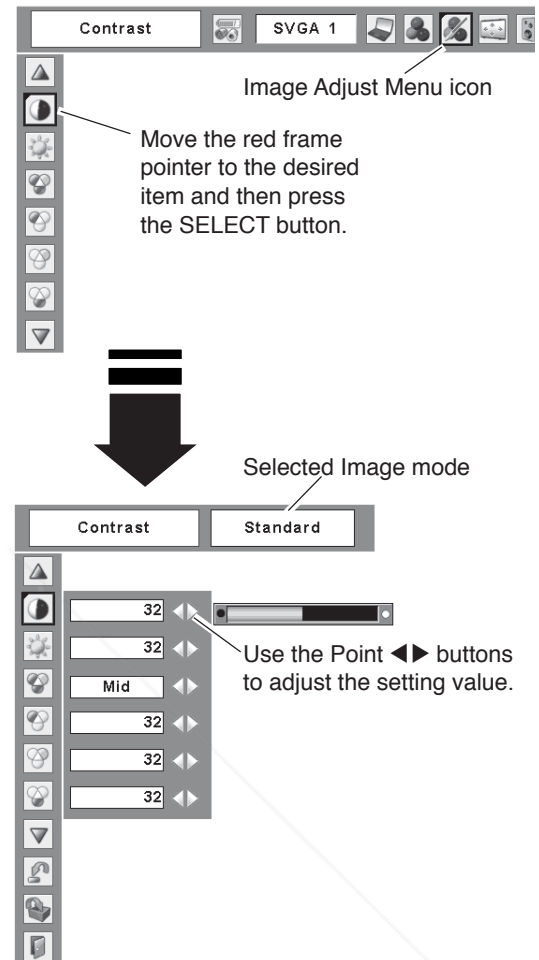 Contrast
SVGA 1
Image Adjust Menu icon
Move the red frame
pointer to the desired
item and then press
the SELECT button.
Selected Image mode
Contrast
Standard
32
32
Use the Point ◀▶ buttons
to adjust the setting value.
Mid
32
32
32